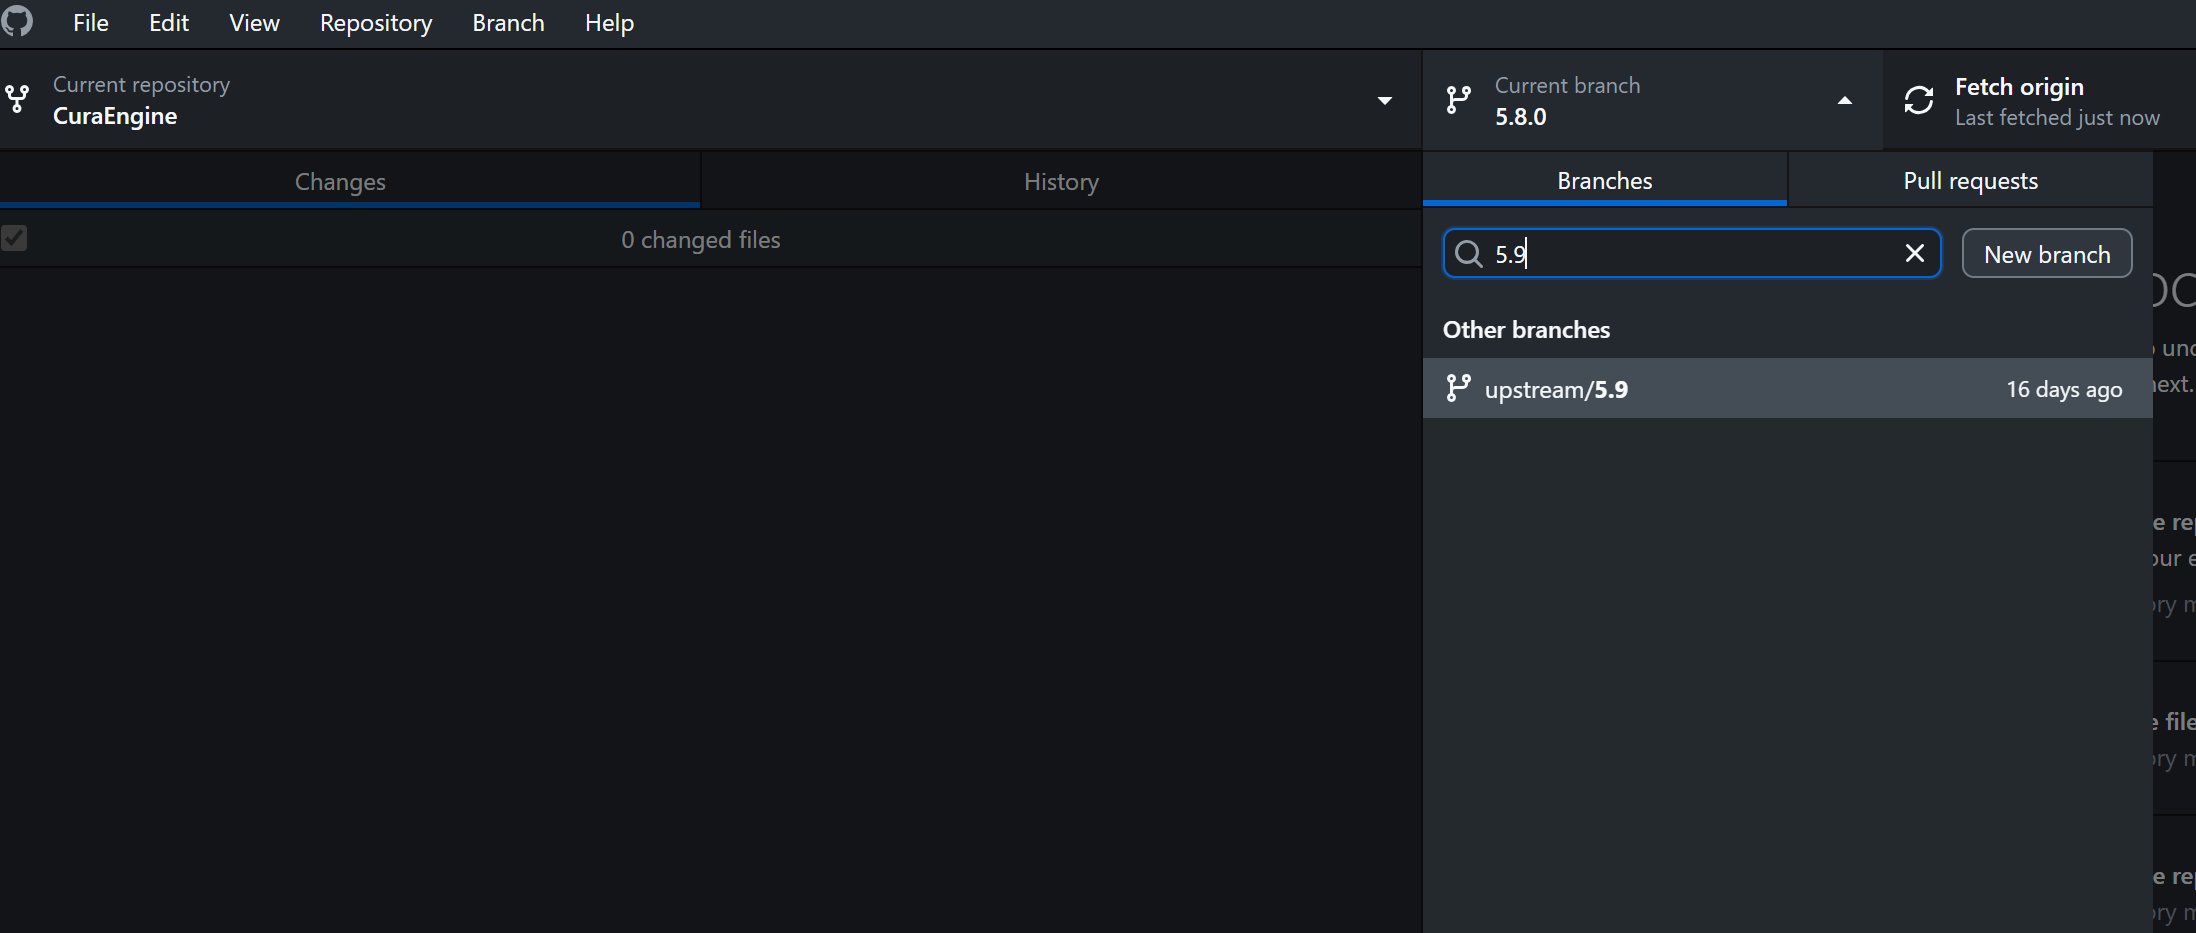 File Edit View Repository Branch Help
Current repository
CuraEngine
Current branch
5.8.0
Fetch origin
Last fetched just now
Changes
History
Branches
Pull requests
0 changed files
5.9
New branch
Other branches
upstream/5.9
16 days ago